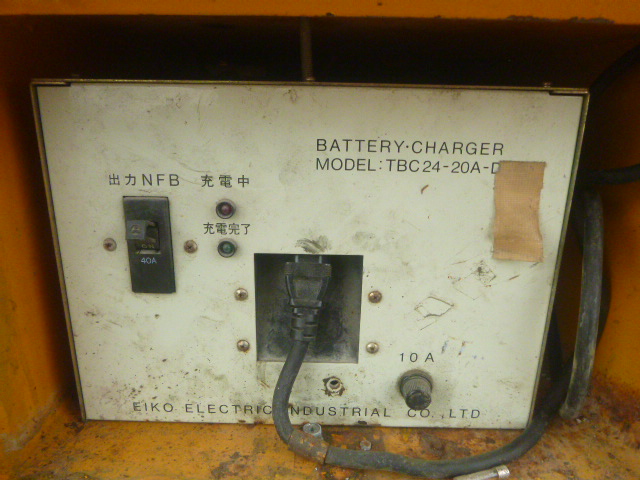 BATTERY·CHARGER
MODEL: TBC24-20A-D
出力NFB
充電中
充電完了
40A
10A
EIKO ELECTRIC INDUSTRIAL CO., LTD